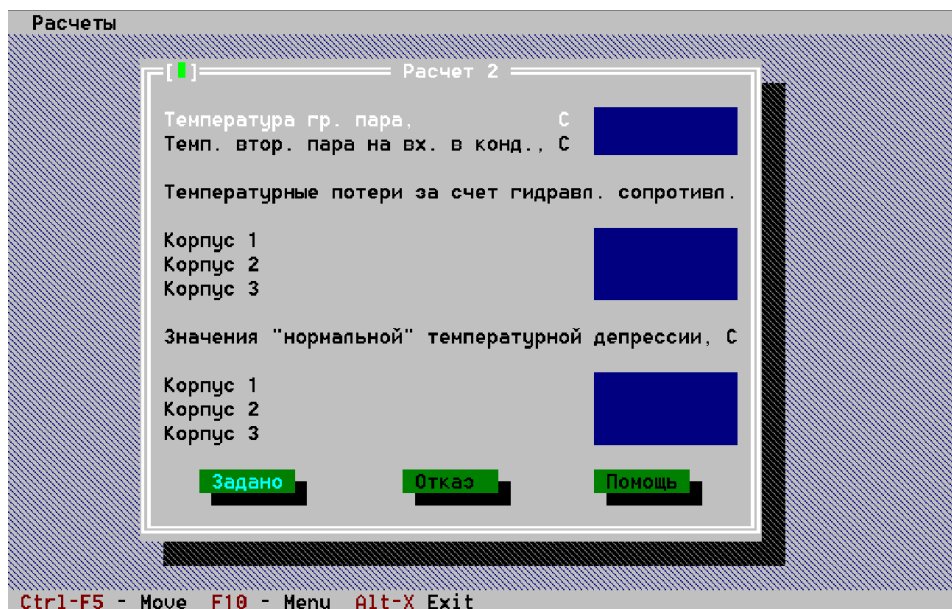 Расчеты
[ ] Расчет 2
Температура гр. пара, С
Темп. втор. пара на вх. в конд., С
Температурные потери за счет гидравл. сопротивл.
Корпус 1
Корпус 2
Корпус 3
Значения "нормальной" температурной депрессии, С
Корпус 1
Корпус 2
Корпус 3
Задано Отказ Помощь
Ctrl-F5 - Move F10 - Menu Alt-X Exit